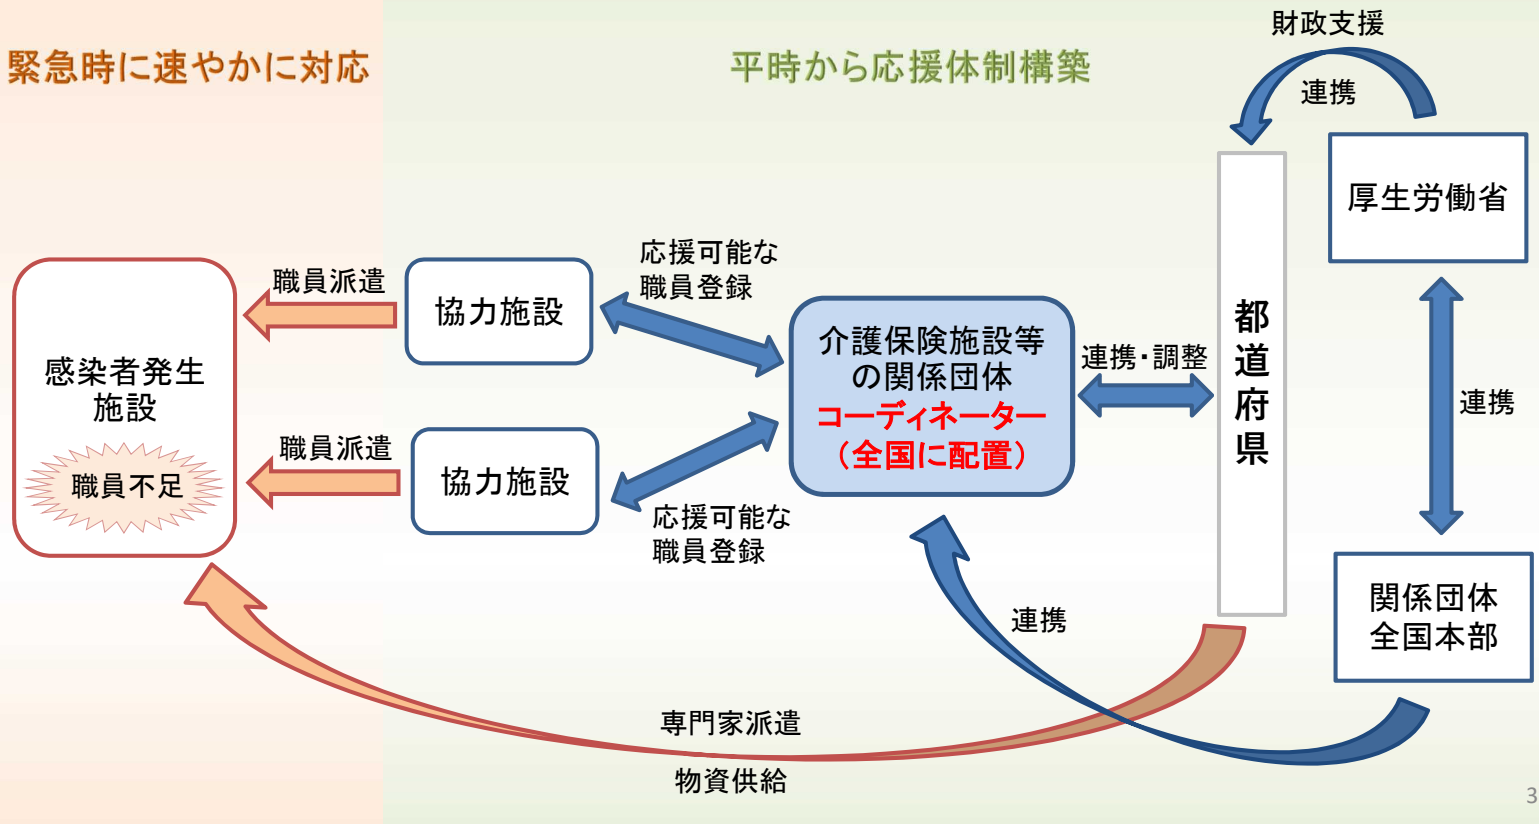 緊急時に速やかに対応
平時から応援体制構築
財政支援
連携
厚生労働省
都道府県
連携
関係団体
全国本部
感染者発生
施設
職員不足
職員派遣
協力施設
応援可能な
職員登録
職員派遣
協力施設
応援可能な
職員登録
介護保険施設等
の関係団体
コーディネーター
（全国に配置）
連携・調整
連携
専門家派遣
物資供給
3